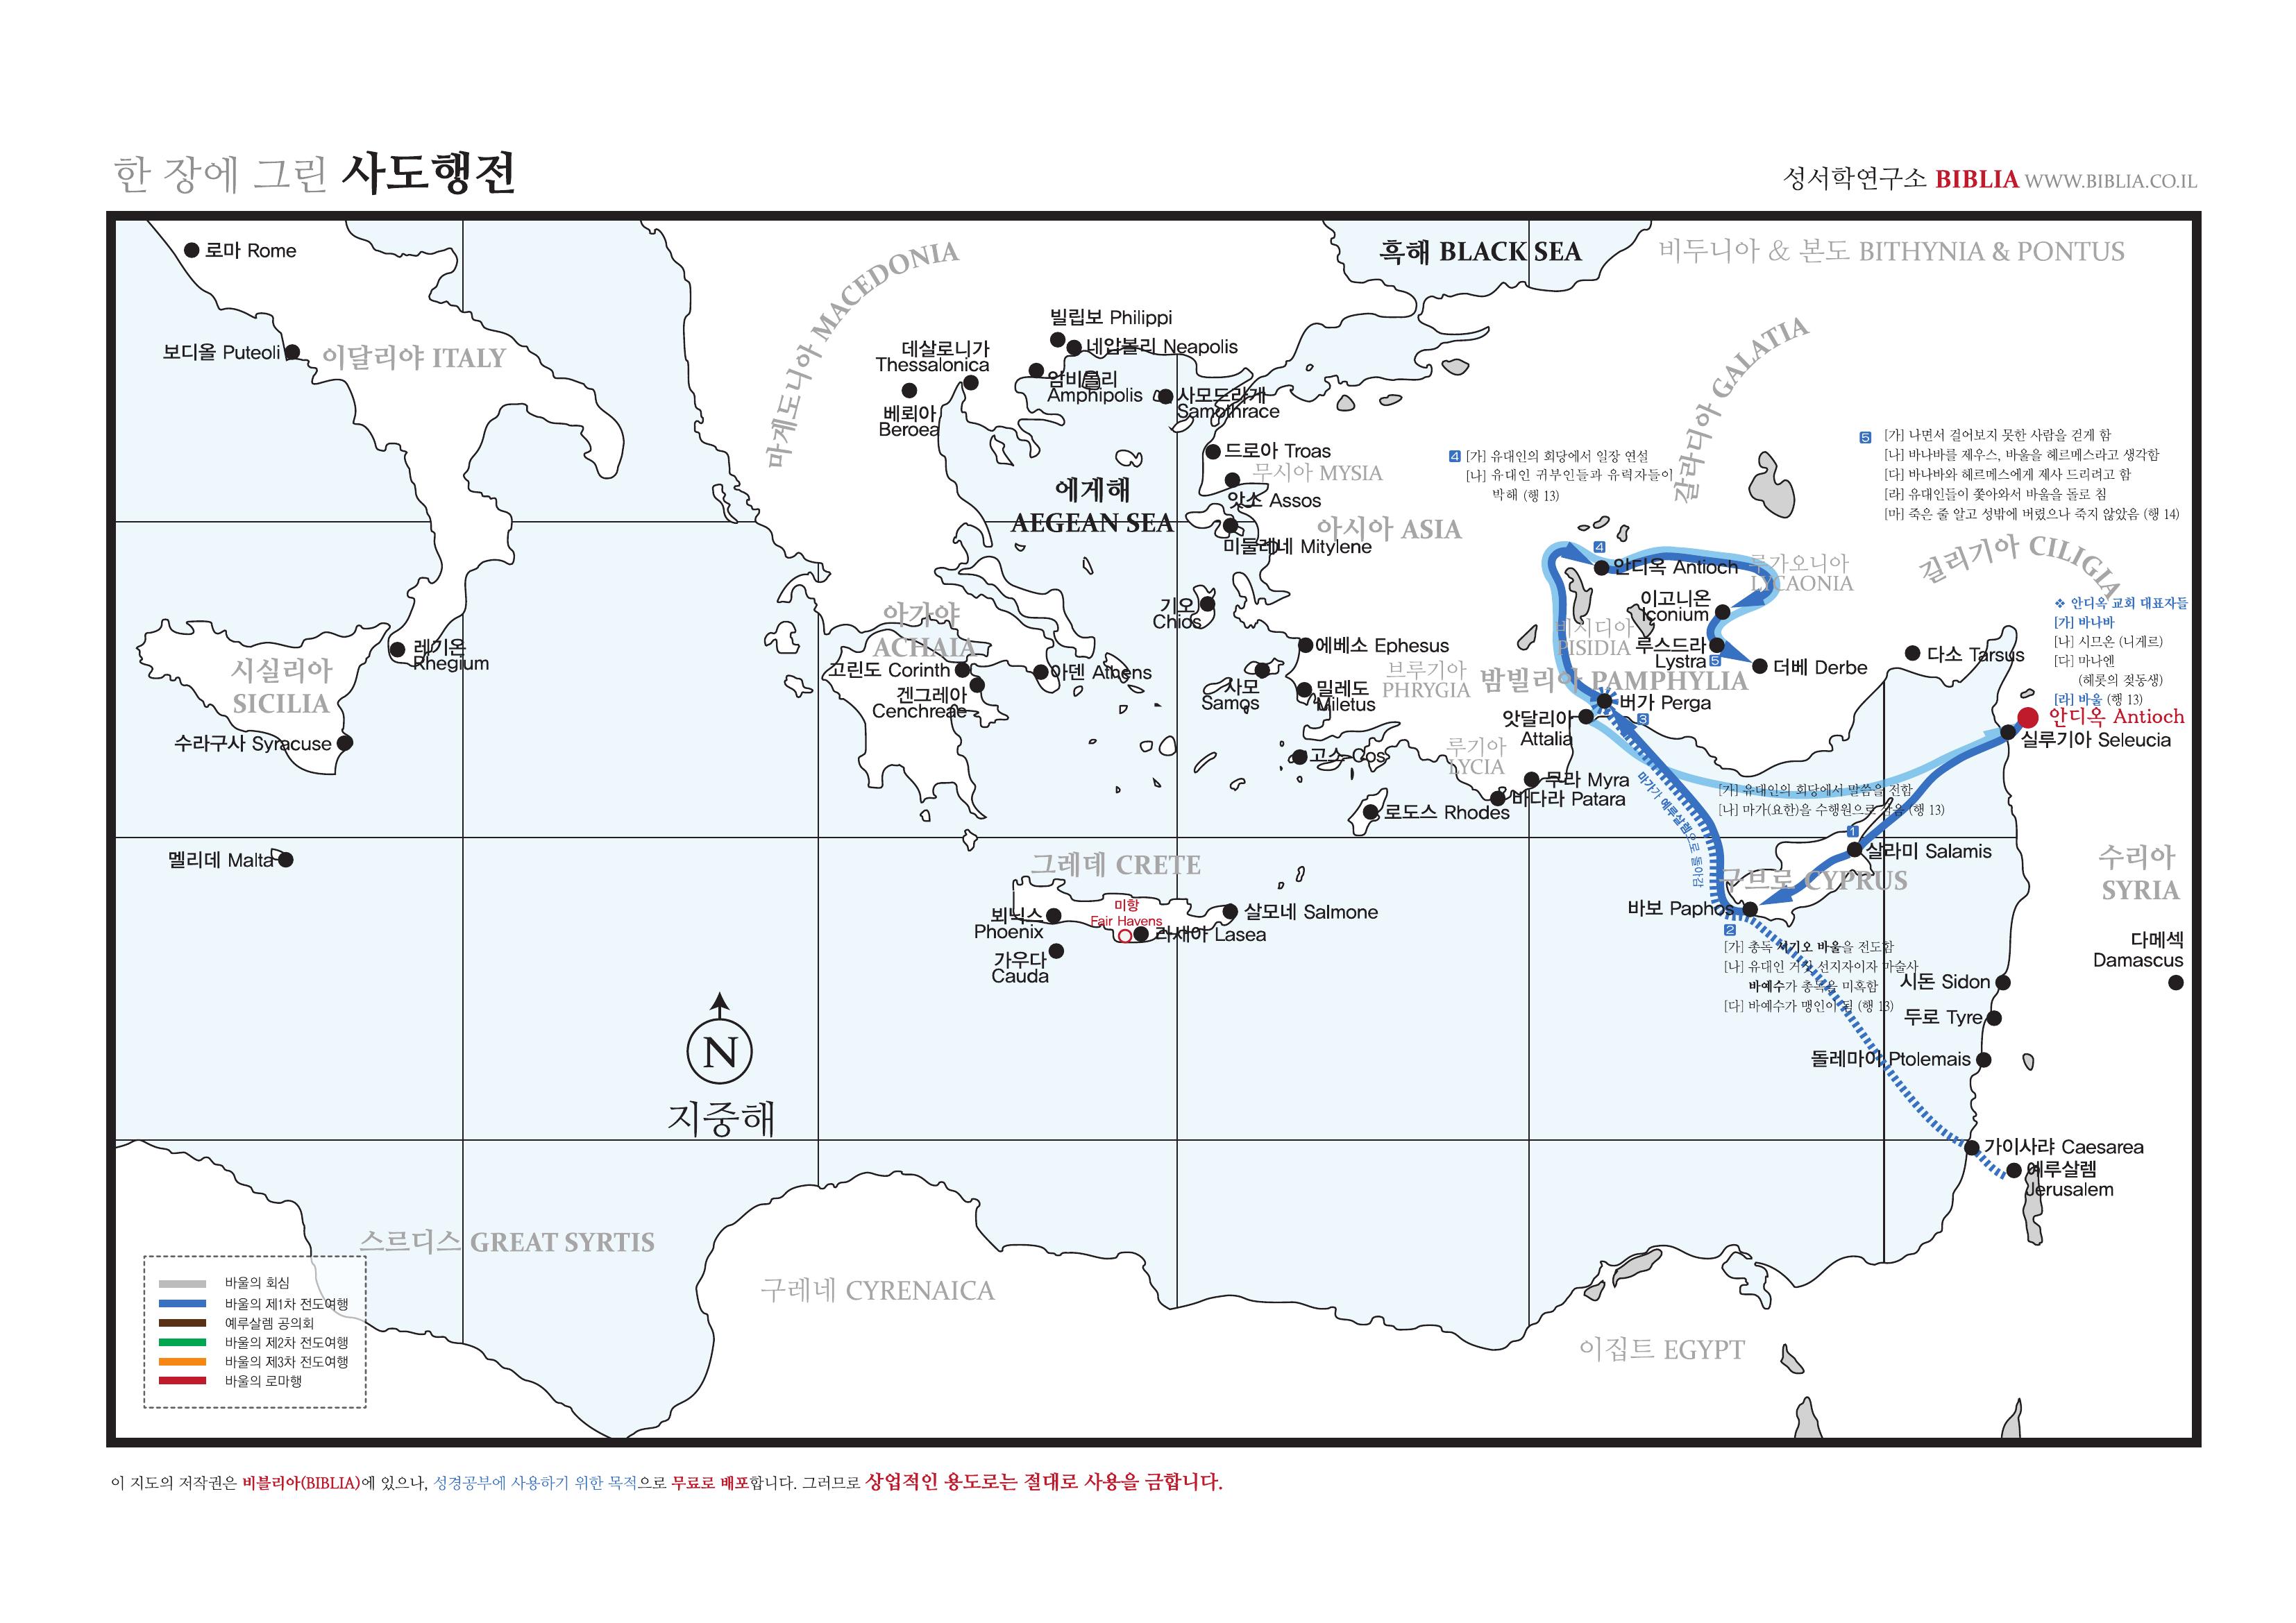 한 장에 그린 사도행전
성서학연구소 BIBLIA WWW.BIBLIA.CO.IL
로마 Rome
보디올 Puteoli
이달리야 ITALY
마게도니아 MACEDONIA
흑해 BLACK SEA
비두니아 & 본도 BITHYNIA & PONTUS
빌립보 Philippi
네압볼리 Neapolis
데살로니가
Thessalonica
암비볼리
Amphipolis
베뢰아
Beroea
사모드라게
Samothrace
갈라디아 GALATIA
드로아 Troas
무시아 MYSIA
앗소 Assos
에게해
AEGEAN SEA
아시아 ASIA
미둘레네 Mitylene
4 [가] 유대인의 회당에서 일장 연설
[나] 유대인 귀부인들과 유력자들이
박해 (행 13)
5 [가] 나면서 걸어보지 못한 사람을 걷게 함
[나] 바나바를 제우스, 바울을 헤르메스라고 생각함
[다] 바나바와 헤르메스에게 제사 드리려고 함
[라] 유대인들이 쫓아와서 바울을 돌로 침
[마] 죽은 줄 알고 성밖에 버렸으나 죽지 않았음 (행 14)
길리기아 CILIGIA
4
안디옥 Antioch
루가오니아
LYCAONIA
이고니온
Iconium
비시디아
PISIDIA
루스드라
Lystra 5
더베 Derbe
다소 Tarsus
❖ 안디옥 교회 대표자들
[가] 바나바
[나] 시므온 (니게르)
[다] 마나엔
(헤롯의 젖동생)
[라] 바울 (행 13)
안디옥 Antioch
실루기아 Seleucia
기오
Chios
에베소 Ephesus
브루기아
PHRYGIA
밤빌리아 PAMPHYLIA
버가 Perga
3
앗달리아
Attalia
사모
Samos
밀레도
Miletus
아가야
ACHAIA
고린도 Corinth
아덴 Athens
겐그레아
Cenchreae
레기온
Rhegium
시실리아
SICILIA
수라구사 Syracuse
고스 Cos
루기아
LYCIA
무라 Myra
바다라 Patara
로도스 Rhodes
마가가 예루살렘으로 돌아감
[가] 유대인의 회당에서 말씀을 전함
[나] 마가(요한)을 수행원으로 삼음 (행 13)
1
살라미 Salamis
구브로 CYPRUS
바보 Paphos
2
[가] 총독 서기오 바울을 전도함
[나] 유대인 거짓 선지자이자 마술사
바예수가 총독을 미혹함
[다] 바예수가 맹인이 됨 (행 13)
멜리데 Malta
그레데 CRETE
뵈닉스
Phoenix
미항
Fair Havens
라새아 Lasea
살모네 Salmone
가우다
Cauda
수리아
SYRIA
다메섹
Damascus
시돈 Sidon
두로 Tyre
돌레마이 Ptolemais
가이사랴 Caesarea
예루살렘
Jerusalem
N
지중해
스르디스 GREAT SYRTIS
구레네 CYRENAICA
이집트 EGYPT
바울의 회심
바울의 제1차 전도여행
예루살렘 공의회
바울의 제2차 전도여행
바울의 제3차 전도여행
바울의 로마행
이 지도의 저작권은 비블리아(BIBLIA)에 있으나, 성경공부에 사용하기 위한 목적으로 무료로 배포합니다. 그러므로 상업적인 용도로는 절대로 사용을 금합니다.